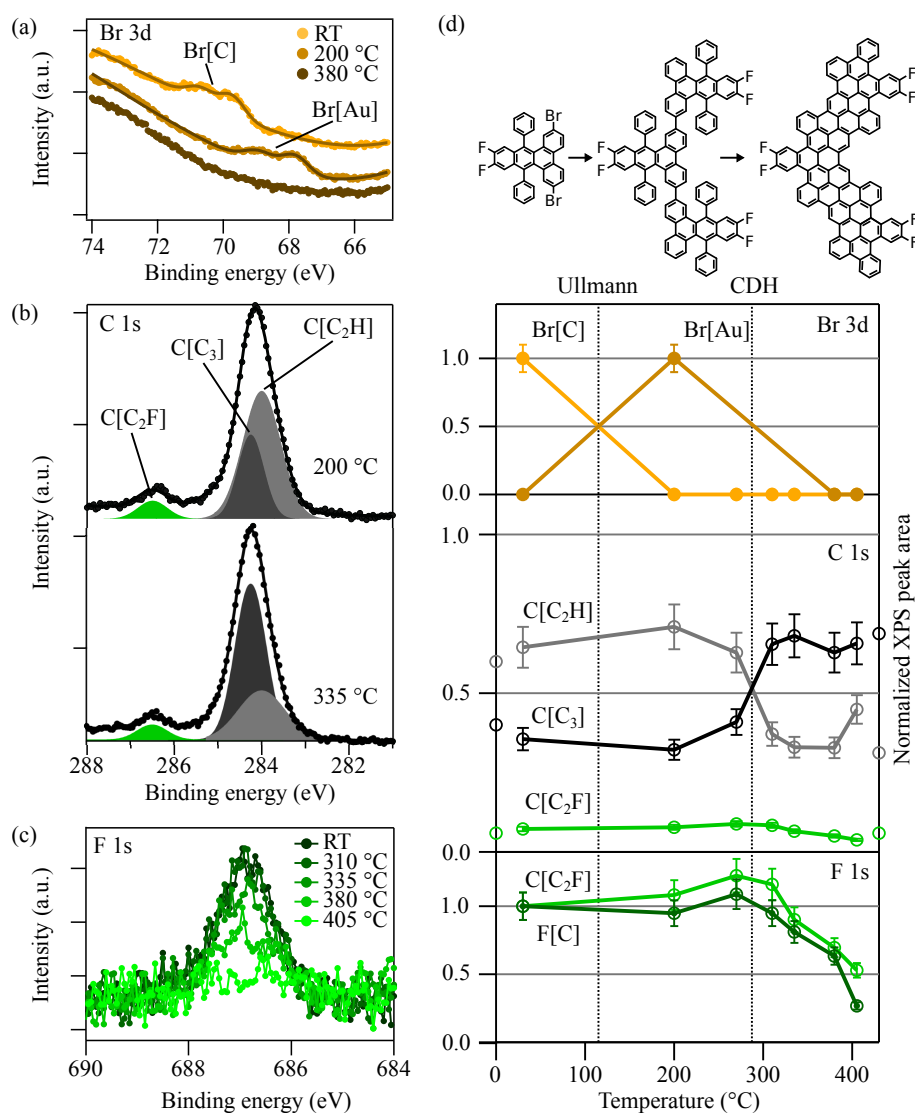 (a)
Br 3d
Br[C]
RT
200 °C
380 °C
Br[Au]
Intensity (a.u.)
74
72
70
68
66
Binding energy (eV)
(b)
C 1s
C[C2H]
C[C3]
C[C2F]
200 °C
Intensity (a.u.)
335 °C
288
286
284
282
Binding energy (eV)
(c)
F 1s
RT
310 °C
335 °C
380 °C
405 °C
Intensity (a.u.)
690
688
686
684
Binding energy (eV)
(d)
F
F
Br
Br
F
F
F
F
F
F
F
F
F
F
F
F
Ullmann
CDH
Br[C]
Br[Au]
Br 3d
1.0
0.5
0.0
C 1s
C[C2H]
0.5
C[C3]
C[C2F]
0.0
Normalized XPS peak area
F 1s
C[C2F]
1.0
F[C]
0.5
0.0
0
100
200
300
400
Temperature (°C)